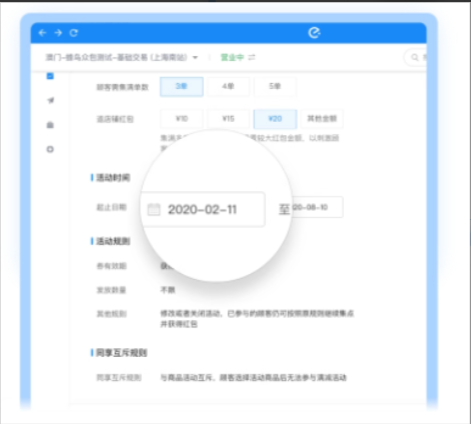 澳门-蜂鸟众包测试-基础交客 (上海南站)
营业中
顾客需集满单数
3单
4单
5单
返店铺红包
¥10
¥15
¥20
其他金额
活动时间
起止日期
2020-02-11
至
20-08-10
活动规则
参与效期
发放数量
不限
其他规则
修改或者关闭活动，已参与的顾客仍可按照原规则继续集点
并获得红包
同享互斥规则
同享互斥规则
与商品活动互斥，顾客选择活动商品后无法参与满减活动